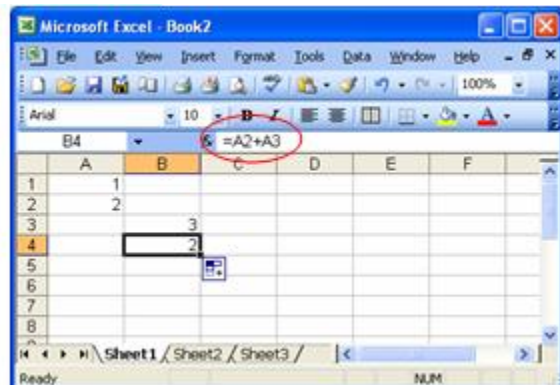 Microsoft Excel - Book2
File Edit View Insert Format Tools Data Window Help
100%
Arial 10 B I A
B4 =A2+A3
A B C D E F
1 1
2 2
3 3
4 2
5
6
7
8
Sheet1 Sheet2 Sheet3
Ready NUM